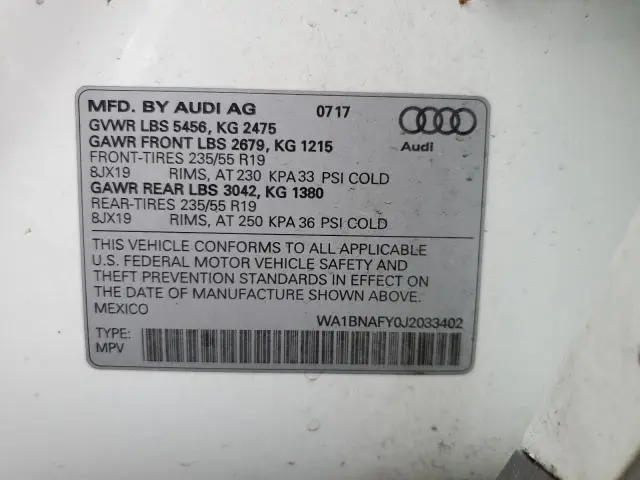 MFD. BY AUDI AG 0717
GVWR LBS 5456, KG 2475
GAWR FRONT LBS 2679, KG 1215
FRONT-TIRES 235/55 R19
8JX19 RIMS, AT 230 KPA 33 PSI COLD
GAWR REAR LBS 3042, KG 1380
REAR-TIRES 235/55 R19
8JX19 RIMS, AT 250 KPA 36 PSI COLD
Audi
THIS VEHICLE CONFORMS TO ALL APPLICABLE
U.S. FEDERAL MOTOR VEHICLE SAFETY AND
THEFT PREVENTION STANDARDS IN EFFECT ON
THE DATE OF MANUFACTURE SHOWN ABOVE.
MEXICO
WA1BNAFY0J2033402
TYPE:
MPV